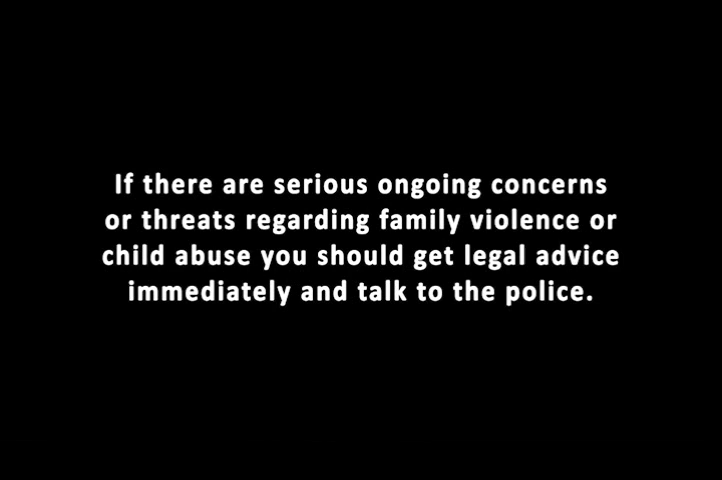 If there are serious ongoing concerns
or threats regarding family violence or
child abuse you should get legal advice
immediately and talk to the police.